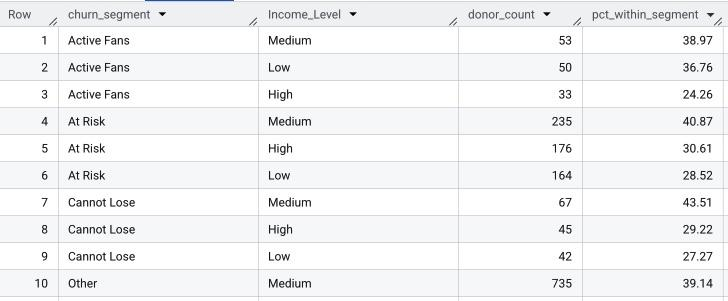 Row churn_segment Income_Level donor_count pct_within_segment
1 Active Fans Medium 53 38.97
2 Active Fans Low 50 36.76
3 Active Fans High 33 24.26
4 At Risk Medium 235 40.87
5 At Risk High 176 30.61
6 At Risk Low 164 28.52
7 Cannot Lose Medium 67 43.51
8 Cannot Lose High 45 29.22
9 Cannot Lose Low 42 27.27
10 Other Medium 735 39.14